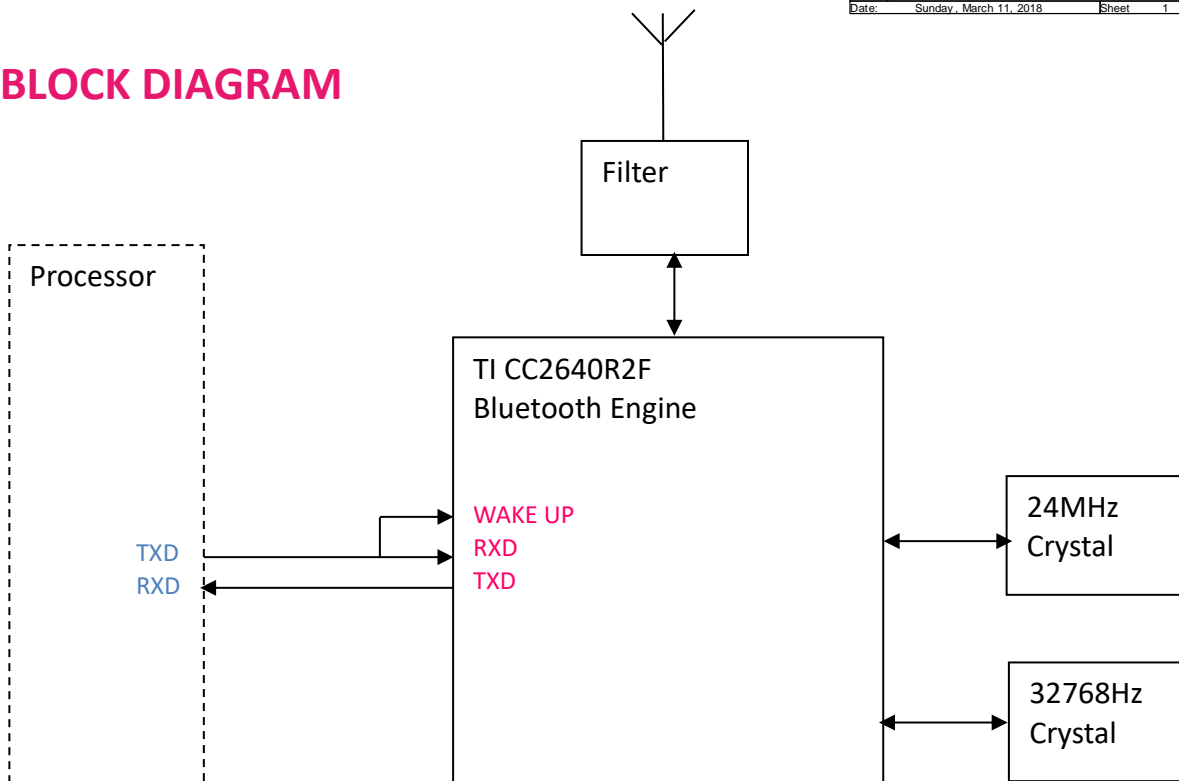 Date: Sunday, March 11, 2018 Sheet 1
BLOCK DIAGRAM
Filter
Processor
TI CC2640R2F
Bluetooth Engine
WAKE UP
RXD
TXD
TXD
RXD
24MHz
Crystal
32768Hz
Crystal